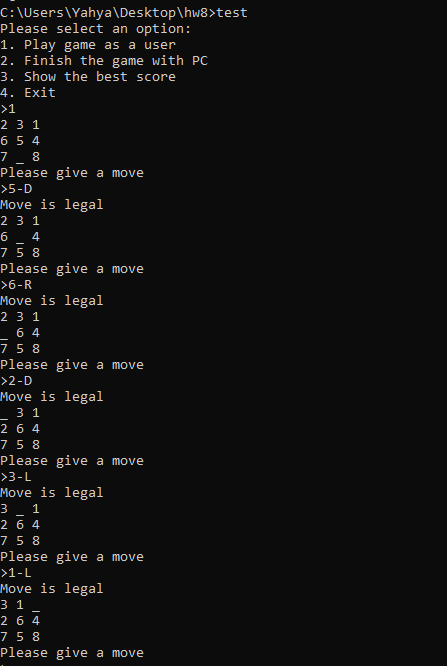 C:\Users\Yahya\Desktop\hw8>test
Please select an option:
1. Play game as a user
2. Finish the game with PC
3. Show the best score
4. Exit
>1
2 3 1
6 5 4
7 _ 8
Please give a move
>5-D
Move is legal
2 3 1
6 _ 4
7 5 8
Please give a move
>6-R
Move is legal
2 3 1
_ 6 4
7 5 8
Please give a move
>2-D
Move is legal
_ 3 1
2 6 4
7 5 8
Please give a move
>3-L
Move is legal
3 _ 1
2 6 4
7 5 8
Please give a move
>1-L
Move is legal
3 1 _
2 6 4
7 5 8
Please give a move